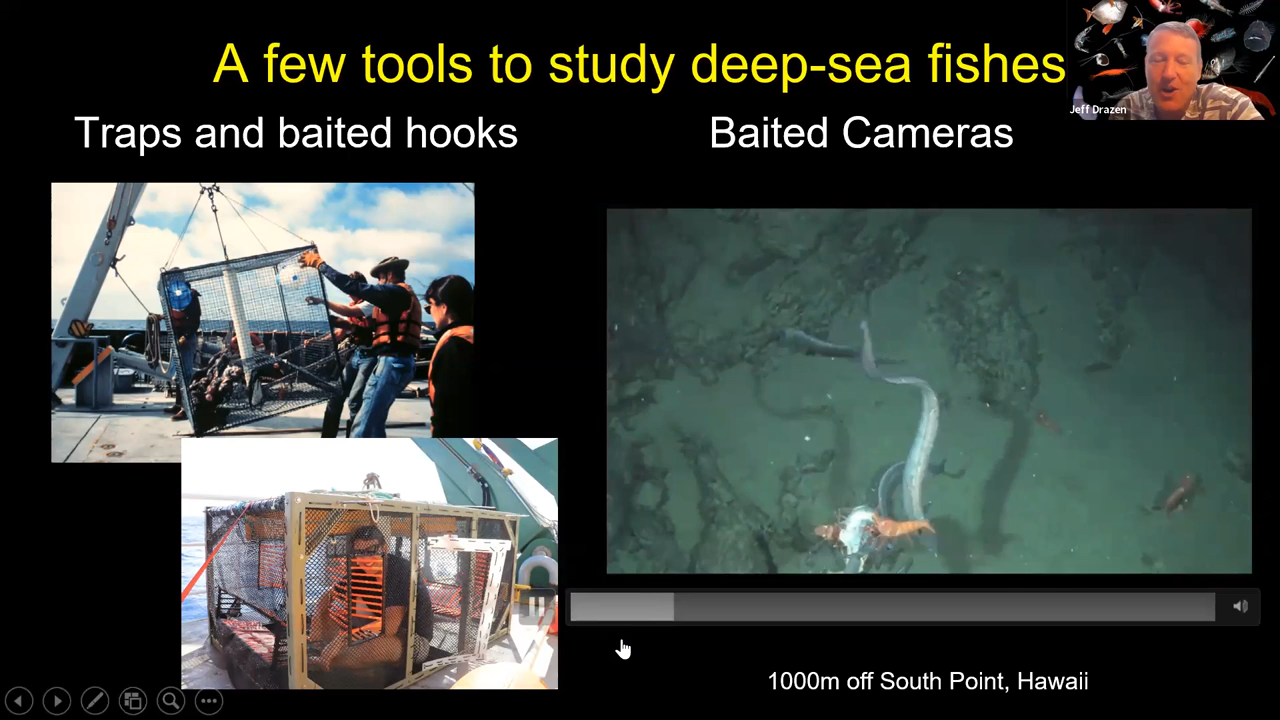 A few tools to study deep-sea fishes
Jeff Drazen
Traps and baited hooks
Baited Cameras
1000m off South Point, Hawaii